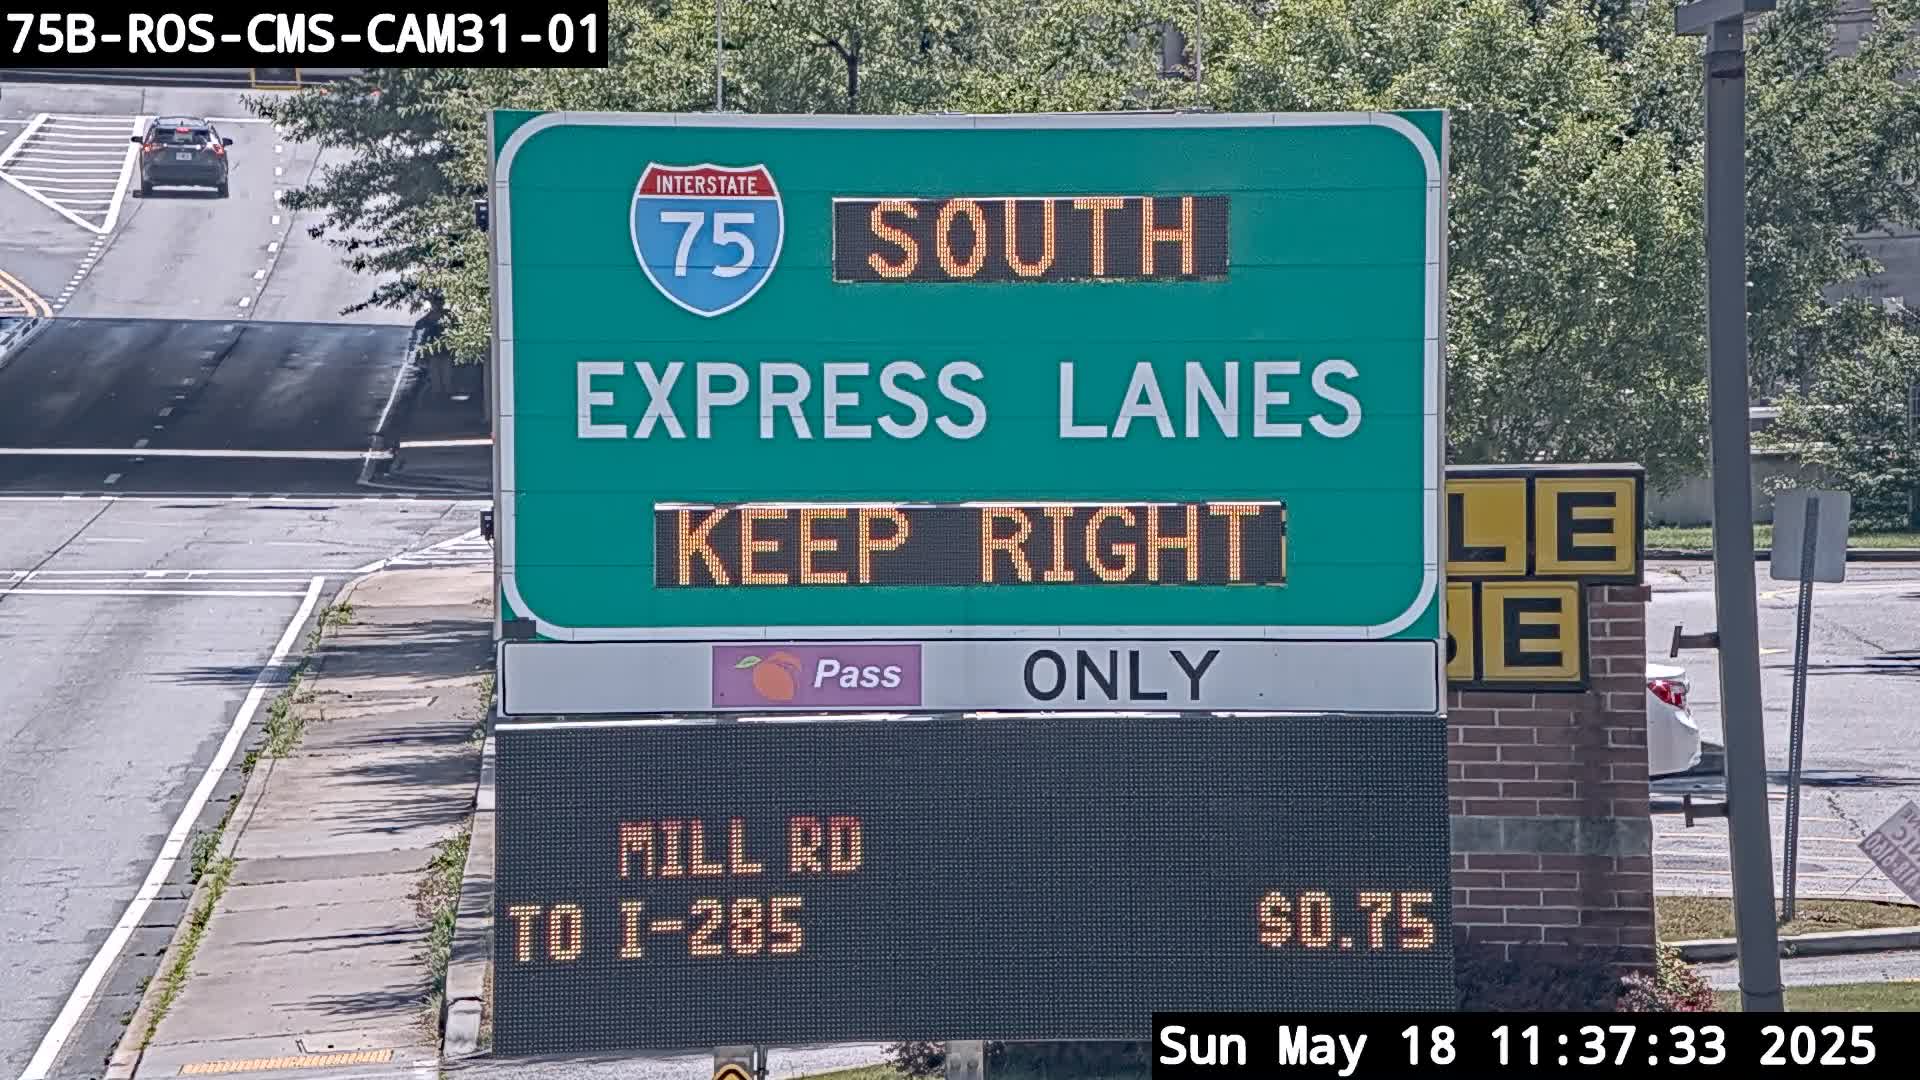 75B-ROS-CMS-CAM31-01
INTERSTATE
75
SOUTH
EXPRESS LANES
KEEP RIGHT
Pass ONLY
MILL RD
TO I-285 $0.75
LE
E
Sun May 18 11:37:33 2025